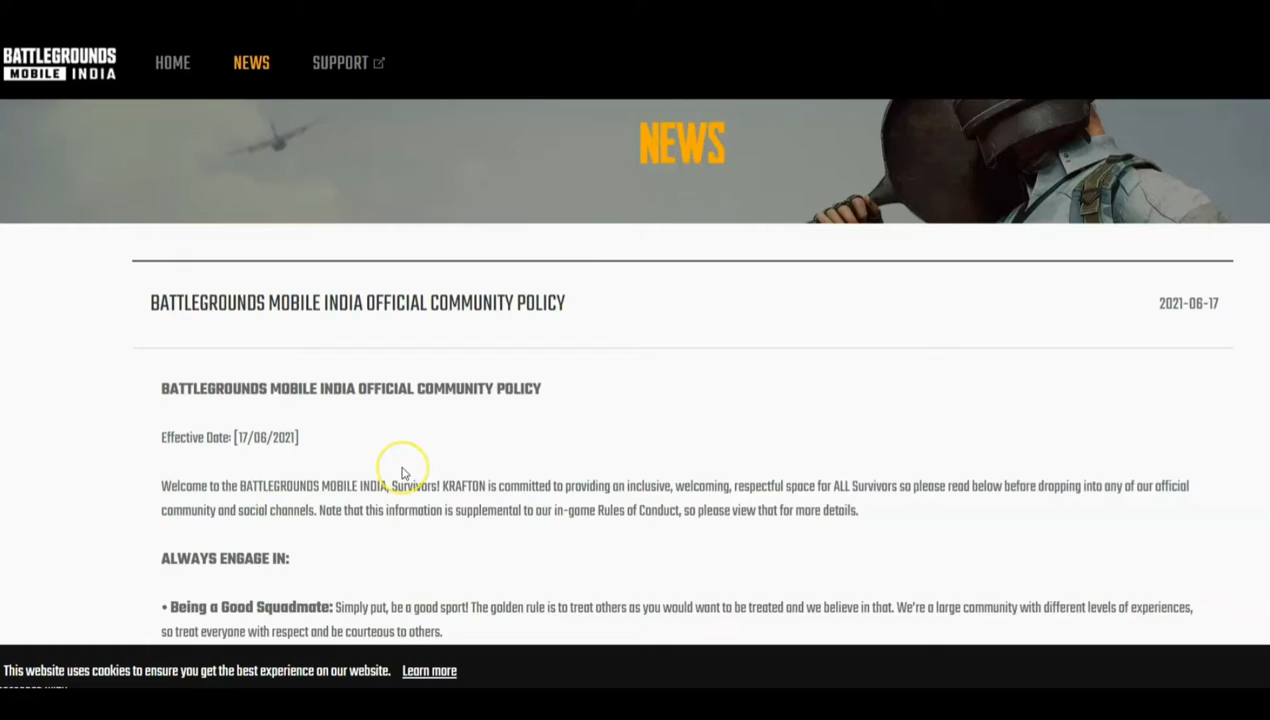 BATTLEGROUNDS
MOBILE INDIA
HOME NEWS SUPPORT
NEWS
BATTLEGROUNDS MOBILE INDIA OFFICIAL COMMUNITY POLICY 2021-06-17
BATTLEGROUNDS MOBILE INDIA OFFICIAL COMMUNITY POLICY
Effective Date: [17/06/2021]
Welcome to the BATTLEGROUNDS MOBILE INDIA, Survivors! KRAFTON is committed to providing an inclusive, welcoming, respectful space for ALL Survivors so please read below before dropping into any of our official
community and social channels. Note that this information is supplemental to our in-game Rules of Conduct, so please view that for more details.
ALWAYS ENGAGE IN:
• Being a Good Squadmate: Simply put, be a good sport! The golden rule is to treat others as you would want to be treated and we believe in that. We're a large community with different levels of experiences,
so treat everyone with respect and be courteous to others.
This website uses cookies to ensure you get the best experience on our website. Learn more